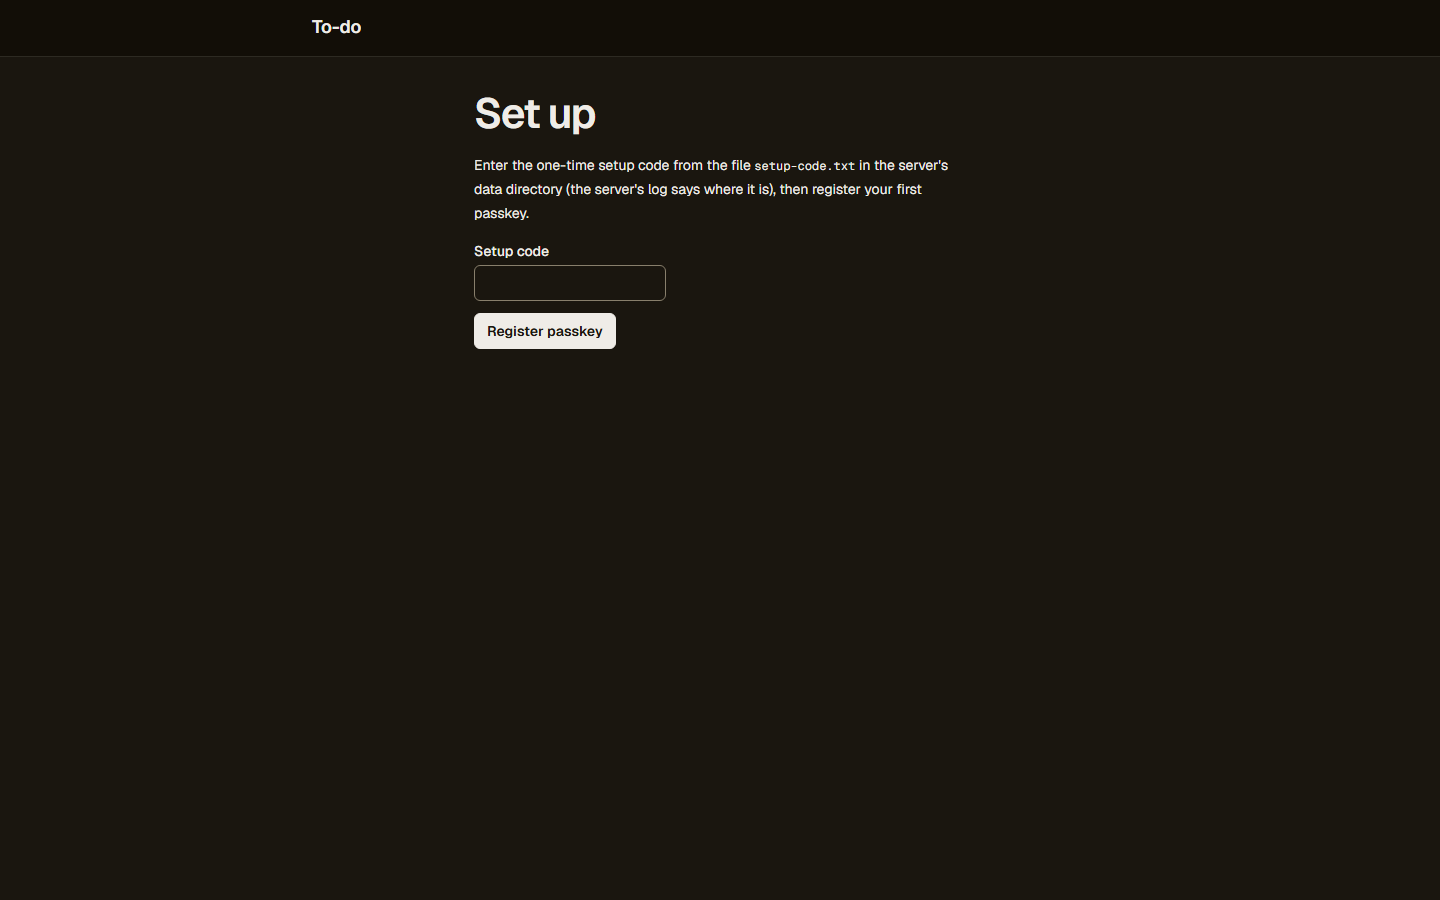 To-do
Set up
Enter the one-time setup code from the file setup-code.txt in the server's
data directory (the server's log says where it is), then register your first
passkey.
Setup code
Register passkey